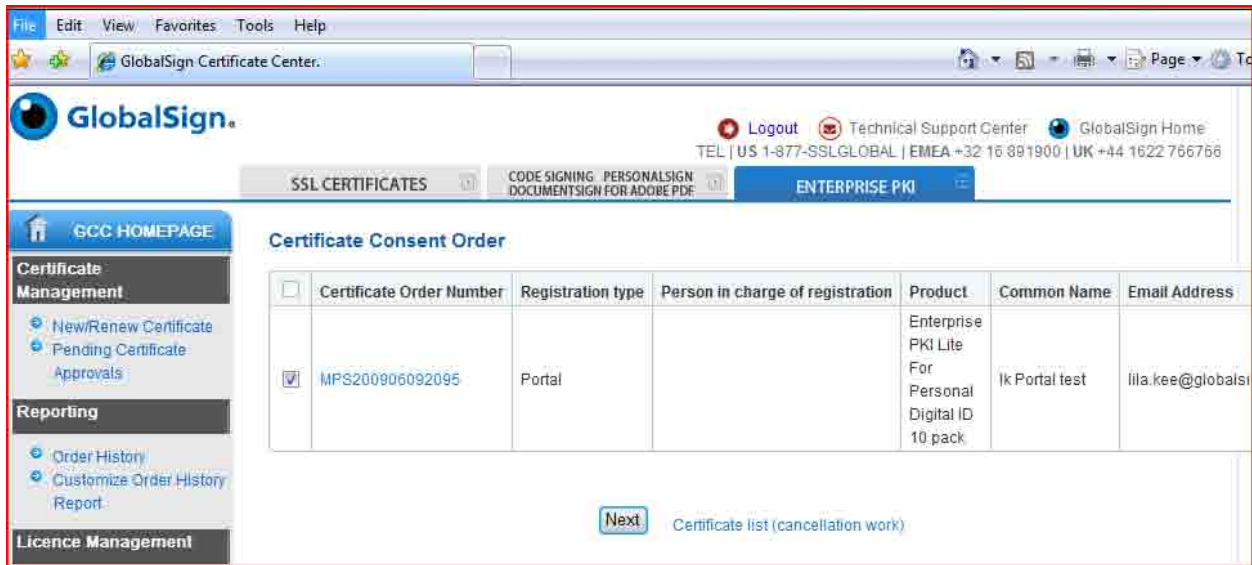 File Edit View Favorites Tools Help
GlobalSign Certificate Center.
Page
GlobalSign.
Logout Technical Support Center GlobalSign Home
TEL | US 1-877-SSLGLOBAL | EMEA +32 16 891900 | UK +44 1622 766766
SSL CERTIFICATES
CODE SIGNING PERSONALSIGN
DOCUMENTSIGN FOR ADOBE PDF
ENTERPRISE PKI
GCC HOMEPAGE
Certificate
Management
New/Renew Certificate
Pending Certificate
Approvals
Reporting
Order History
Customize Order History
Report
Licence Management
Certificate Consent Order
Certificate Order Number Registration type Person in charge of registration Product Common Name Email Address
MPS200906092095 Portal
Enterprise
PKI Lite
For
Personal
Digital ID
10 pack
lk Portal test
lila.kee@globalsi
Next Certificate list (cancellation work)